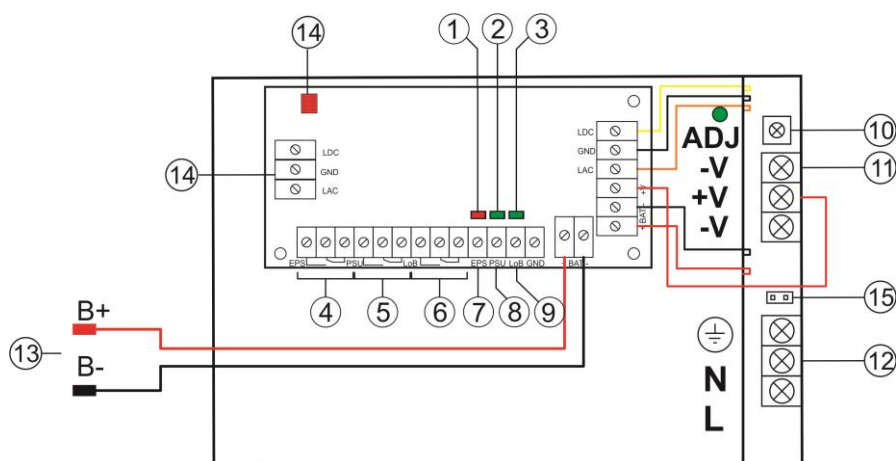 1 2 3
14
LDC
GND
LAC
14
LDC
GND
LAC
+V
- BAT +
ADJ
-V
+V
-V
10
11
EPS PSU LoB EPS PSU LoB GND + BAT -
4 5 6 7 8 9
15
B+
13
B-
12
N
L